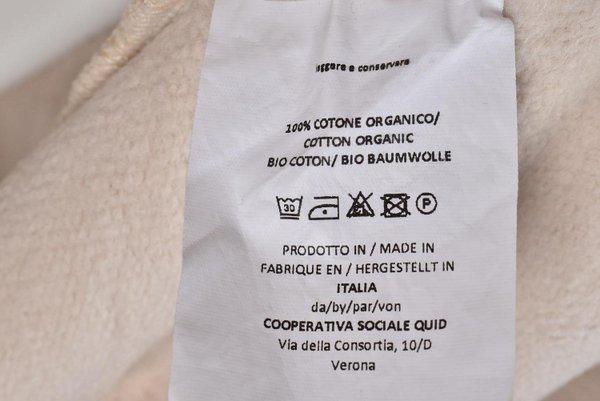 leggere e conservare
100% COTONE ORGANICO/
COTTON ORGANIC
BIO COTON/ BIO BAUMWOLLE
30 P
PRODOTTO IN / MADE IN
FABRIQUE EN / HERGESTELLT IN
ITALIA
da/by/par/von
COOPERATIVA SOCIALE QUID
Via della Consortia, 10/D
Verona